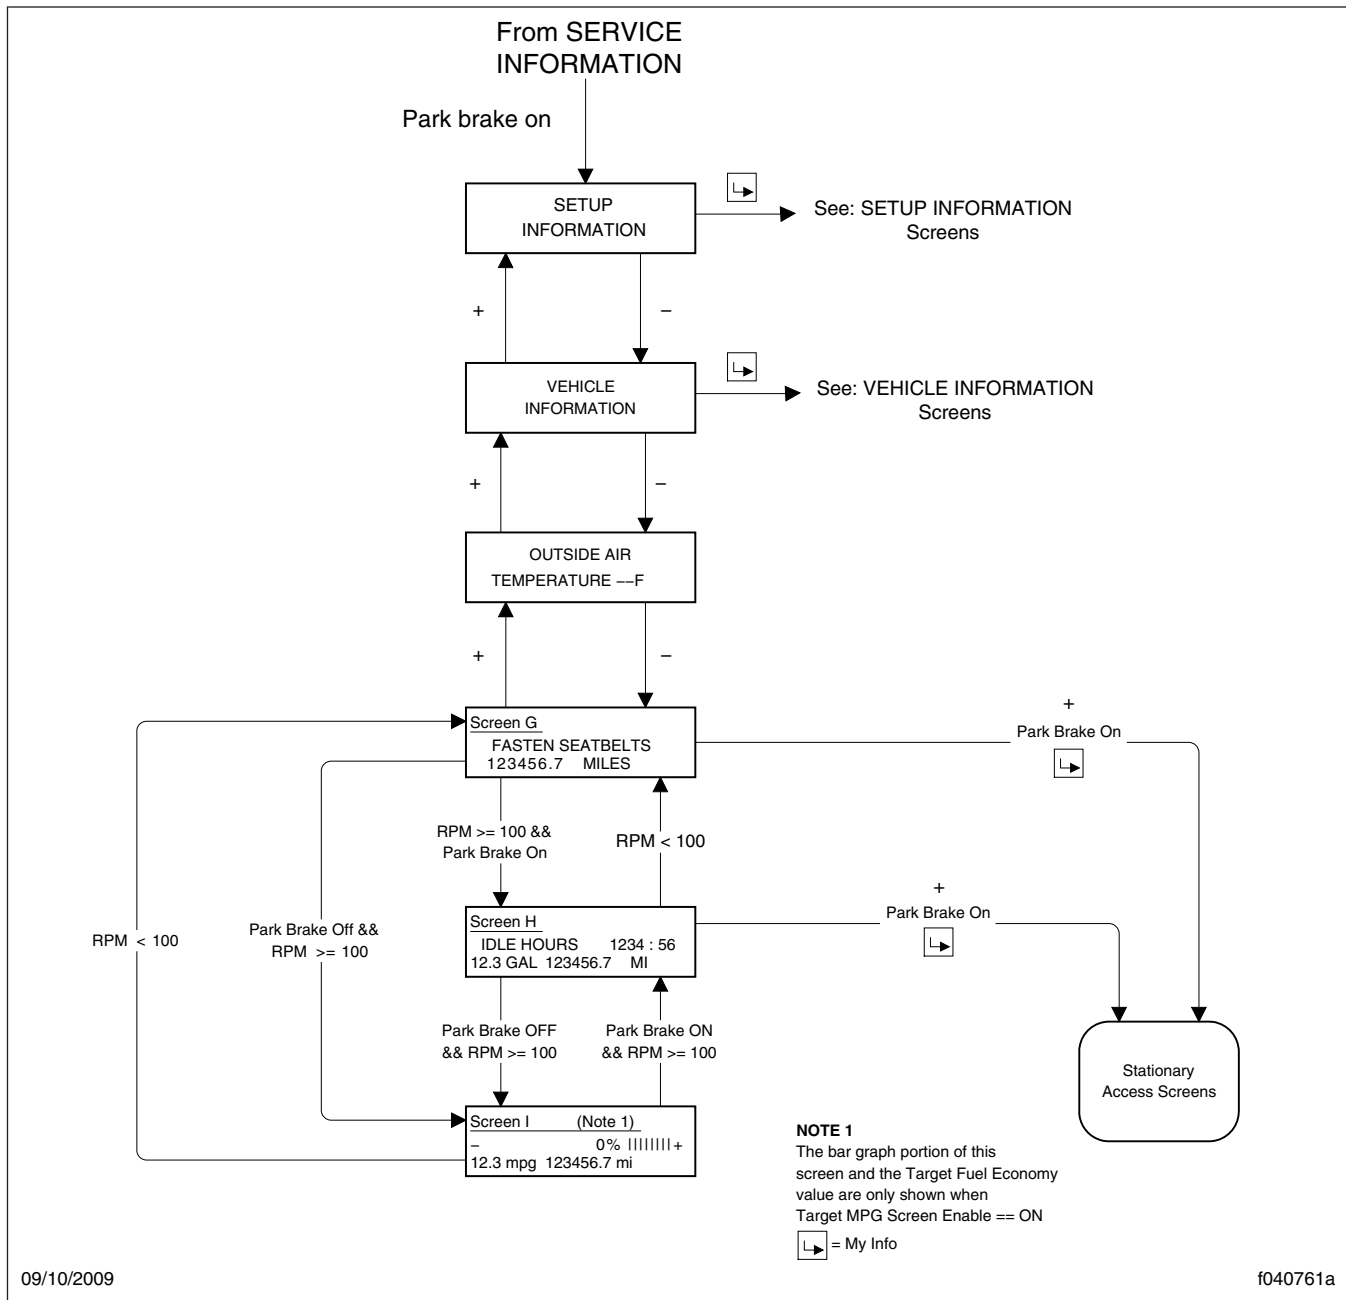 From SERVICE
INFORMATION
Park brake on
SETUP
INFORMATION
See: SETUP INFORMATION
Screens
+
–
VEHICLE
INFORMATION
See: VEHICLE INFORMATION
Screens
+
–
OUTSIDE AIR
TEMPERATURE ––F
+
–
Screen G
FASTEN SEATBELTS
123456.7 MILES
+
Park Brake On
RPM >= 100 &&
Park Brake On
RPM < 100
RPM < 100
Park Brake Off &&
RPM >= 100
Screen H
IDLE HOURS 1234 : 56
12.3 GAL 123456.7 MI
+
Park Brake On
Park Brake OFF
&& RPM >= 100
Park Brake ON
&& RPM >= 100
Stationary
Access Screens
Screen I (Note 1)
– 0% |||||||| +
12.3 mpg 123456.7 mi
NOTE 1
The bar graph portion of this
screen and the Target Fuel Economy
value are only shown when
Target MPG Screen Enable == ON
= My Info
09/10/2009
f040761a